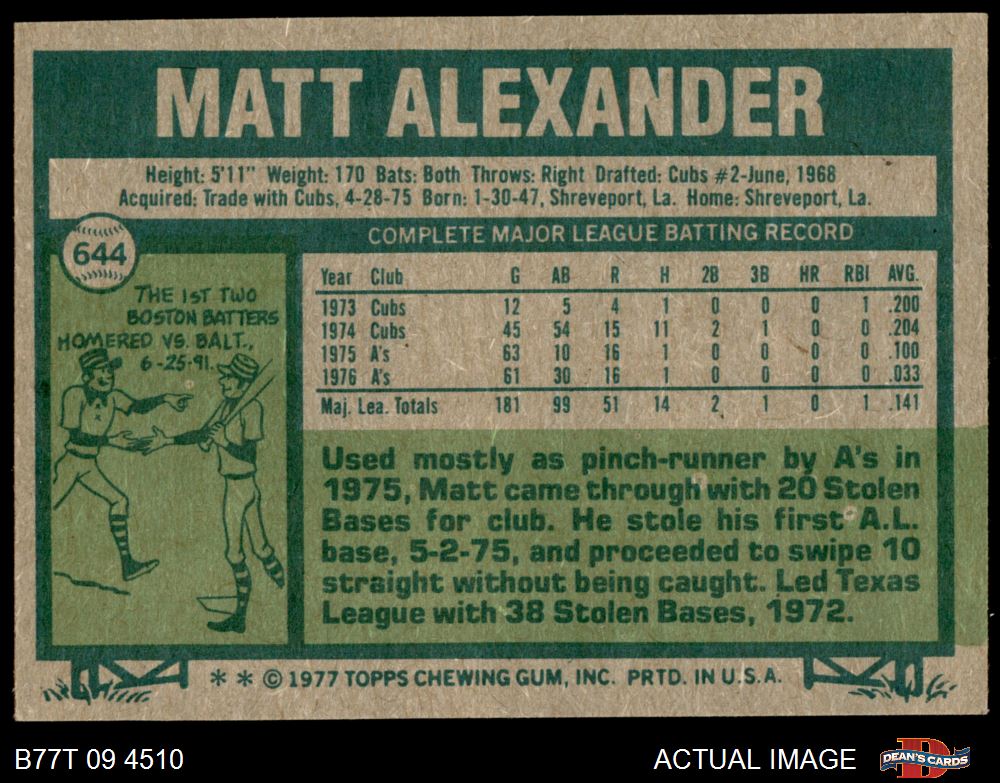 MATT ALEXANDER
Height: 5'11" Weight: 170 Bats: Both Throws: Right Drafted: Cubs #2-June, 1968
Acquired: Trade with Cubs, 4-28-75 Born: 1-30-47, Shreveport, La. Home: Shreveport, La.
644
THE 1ST TWO
BOSTON BATTERS
HOMERED VS. BALT.,
6-25-91.
COMPLETE MAJOR LEAGUE BATTING RECORD
Year Club G AB R H 2B 3B HR RBI AVG.
1973 Cubs 12 5 4 1 0 0 0 1 .200
1974 Cubs 45 54 15 11 2 1 0 0 .204
1975 A's 63 10 16 1 0 0 0 0 .100
1976 A's 61 30 16 1 0 0 0 0 .033
Maj. Lea. Totals 181 99 51 14 2 1 0 1 .141
Used mostly as pinch-runner by A's in
1975, Matt came through with 20 Stolen
Bases for club. He stole his first A.L.
base, 5-2-75, and proceeded to swipe 10
straight without being caught. Led Texas
League with 38 Stolen Bases, 1972.
* * © 1977 TOPPS CHEWING GUM, INC. PRTD. IN U.S.A.
B77T 09 4510
ACTUAL IMAGE
DEAN'S CARDS